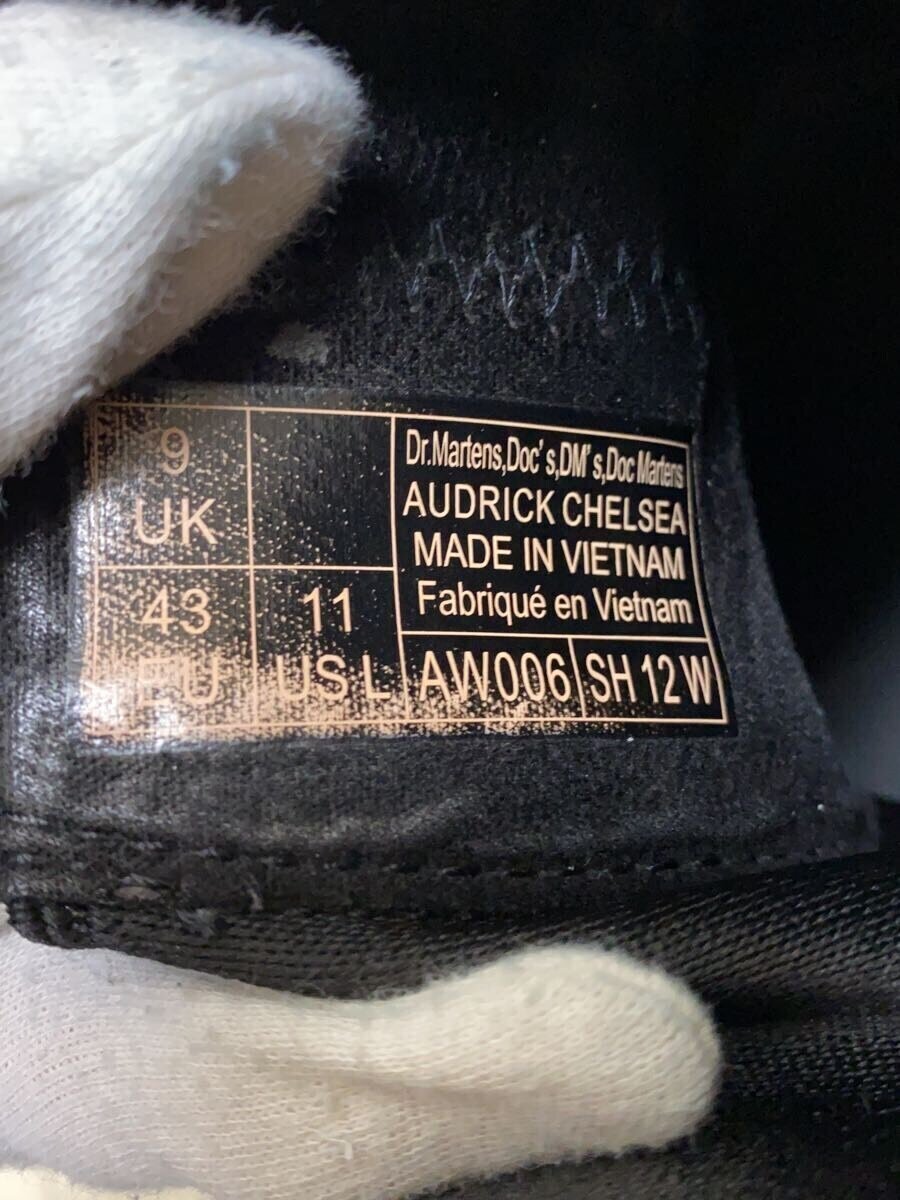 9
UK
43
EU
11
US L
Dr.Martens,Doc's,DM's,Doc Martens
AUDRICK CHELSEA
MADE IN VIETNAM
Fabriqué en Vietnam
AW006
SH 12 W